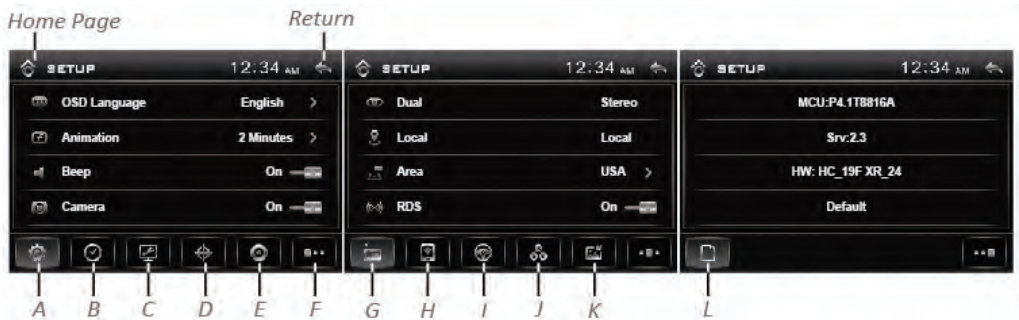 Home Page
Return
SETUP 12:34 AM
OSD Language English >
Animation 2 Minutes >
Beep On
Camera On
SETUP 12:34 AM
Dual Stereo
Local Local
Area USA >
RDS On
SETUP 12:34 AM
MCU:P4.1T8816A
Srv:2.3
HW: HC_19F XR_24
Default
A B C D E F G H I J K L